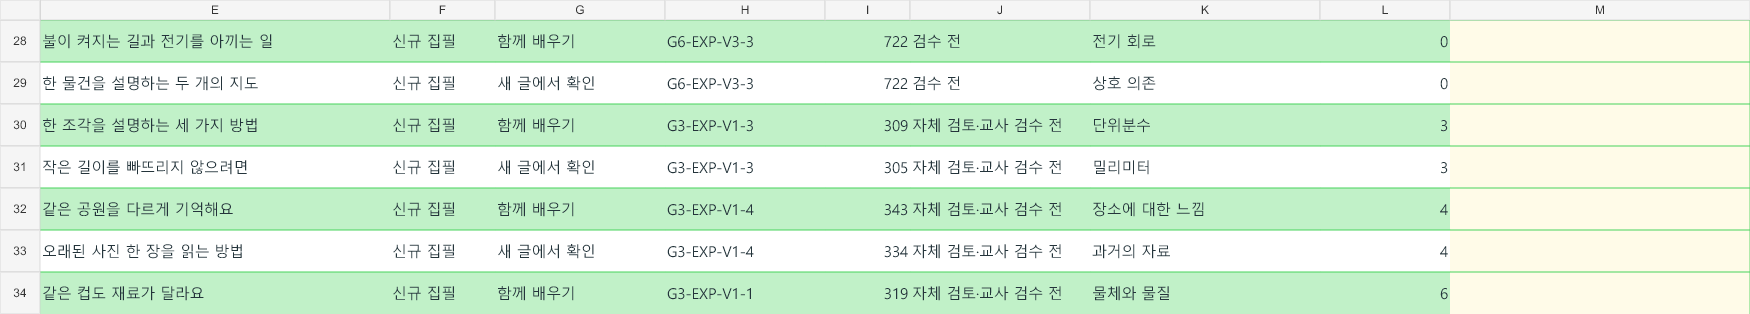 E F G H I J K L M
28 불이 켜지는 길과 전기를 아끼는 일 신규 집필 함께 배우기 G6-EXP-V3-3 722 검수 전 전기 회로 0
29 한 물건을 설명하는 두 개의 지도 신규 집필 새 글에서 확인 G6-EXP-V3-3 722 검수 전 상호 의존 0
30 한 조각을 설명하는 세 가지 방법 신규 집필 함께 배우기 G3-EXP-V1-3 309 자체 검토·교사 검수 전 단위분수 3
31 작은 길이를 빠뜨리지 않으려면 신규 집필 새 글에서 확인 G3-EXP-V1-3 305 자체 검토·교사 검수 전 밀리미터 3
32 같은 공원을 다르게 기억해요 신규 집필 함께 배우기 G3-EXP-V1-4 343 자체 검토·교사 검수 전 장소에 대한 느낌 4
33 오래된 사진 한 장을 읽는 방법 신규 집필 새 글에서 확인 G3-EXP-V1-4 334 자체 검토·교사 검수 전 과거의 자료 4
34 같은 컵도 재료가 달라요 신규 집필 함께 배우기 G3-EXP-V1-1 319 자체 검토·교사 검수 전 물체와 물질 6